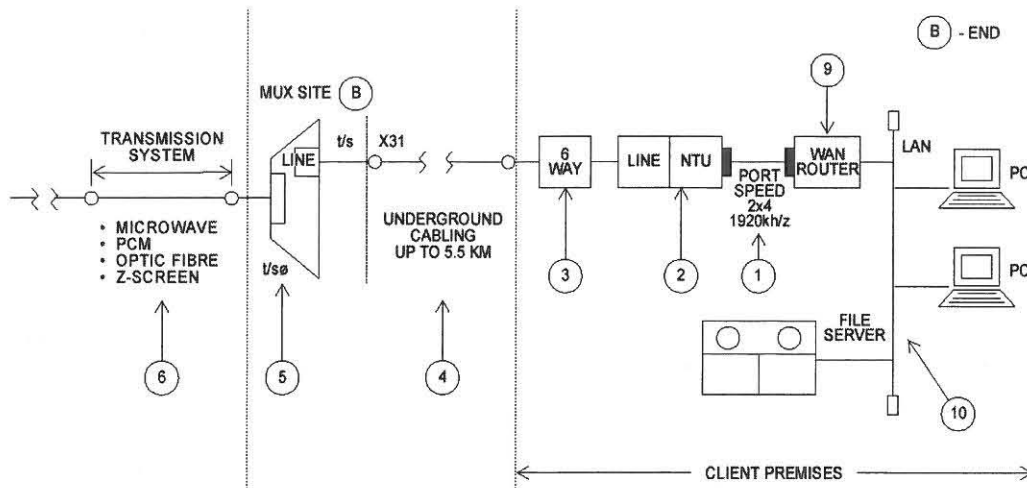 B - END
MUX SITE B
9
TRANSMISSION
SYSTEM
LINE
t/s
X31
6
WAY
LINE
NTU
WAN
ROUTER
LAN
PC
PORT
SPEED
2x4
1920kh/z
• MICROWAVE
• PCM
• OPTIC FIBRE
• Z-SCREEN
UNDERGROUND
CABLING
UP TO 5.5 KM
t/sø
3
2
1
PC
FILE
SERVER
6
5
4
10
CLIENT PREMISES